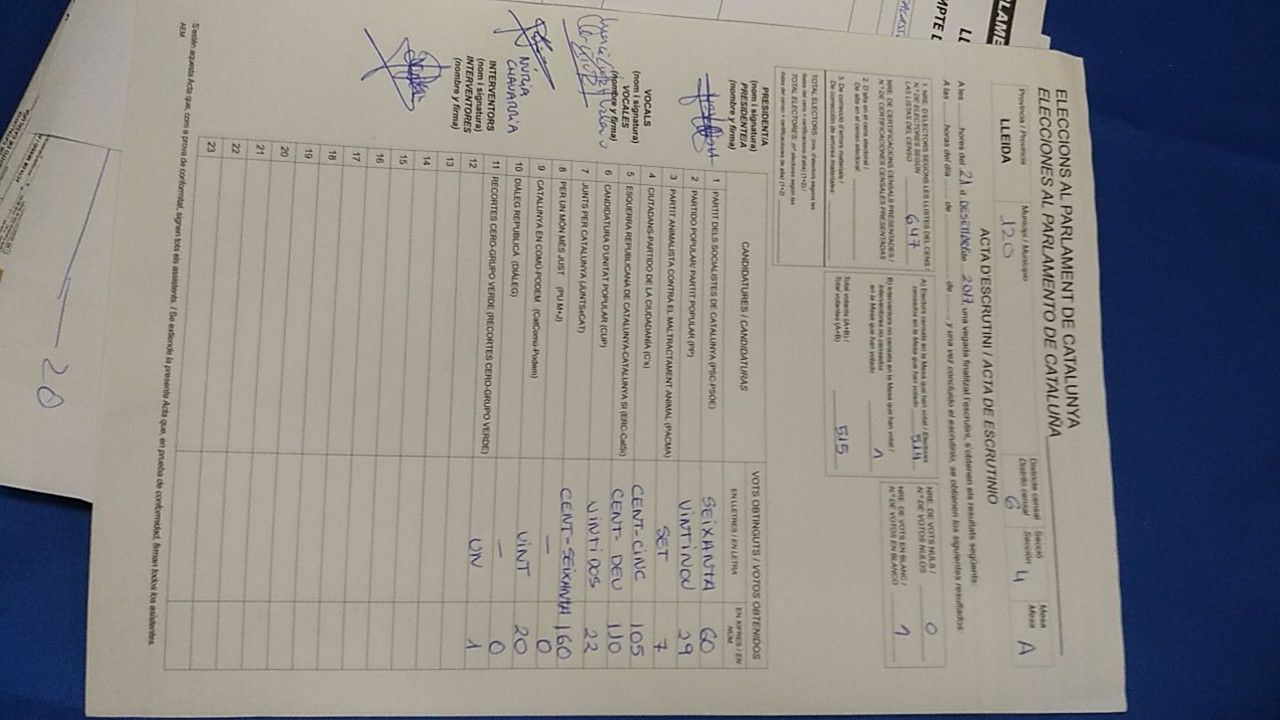 ELECCIONS AL PARLAMENT DE CATALUNYA
ELECCIONES AL PARLAMENTO DE CATALUÑA
Província / Provincia
LLEIDA
Municipi / Municipio
120
Districte censal
Distrito censal
6
Secció
Sección
4
Mesa
Mesa
A
ACTA D'ESCRUTINI / ACTA DE ESCRUTINIO
A les ........ hores del 21 d DESEMBRE 2017, una vegada finalitzat l'escrutini, s'obtenen els resultats següents:
A las ........ horas del día ........ de ........ de ........, y una vez concluido el escrutinio, se obtienen los siguientes resultados:
1. NRE. D'ELECTORS SEGONS LES LLISTES DEL CENS /
N.º DE ELECTORES SEGÚN
LAS LISTAS DEL CENSO
647
NRE. DE CERTIFICACIONS CENSALS PRESENTADES /
N.º DE CERTIFICACIONES CENSALES PRESENTADAS
2. D'alta en el cens electoral /
De alta en el censo electoral:
3. De correcció d'errors materials /
De corrección de errores materiales:
TOTAL ELECTORS (nre. d'electors segons les
llistes del cens + certificacions d'alta) (1+2) /
TOTAL ELECTORES (nº electores según las
listas del censo + certificaciones de alta) (1+2)
A) Electors censats en la Mesa que han votat / Electores
censados en la Mesa que han votado
514
B) Interventors no censats en la Mesa que han votat /
Interventores no censados
en la Mesa que han votado
1
Total votants (A+B) /
Total votantes (A+B)
515
NRE. DE VOTS NULS /
N.º DE VOTOS NULOS
0
NRE. DE VOTS EN BLANC /
N.º DE VOTOS EN BLANCO
1
CANDIDATURES / CANDIDATURAS
VOTS OBTINGUTS / VOTOS OBTENIDOS
EN LLETRES / EN LETRA
EN XIFRES / EN NÚM
1 PARTIT DELS SOCIALISTES DE CATALUNYA (PSC-PSOE) SEIXANTA 60
2 PARTIDO POPULAR/ PARTIT POPULAR (PP) VINTINOU 29
3 PARTIT ANIMALISTA CONTRA EL MALTRACTAMENT ANIMAL (PACMA) SET 7
4 CIUTADANS-PARTIDO DE LA CIUDADANÍA (C's) CENT-CINC 105
5 ESQUERRA REPUBLICANA DE CATALUNYA-CATALUNYA SÍ (ERC-CatSí) CENT-DEU 110
6 CANDIDATURA D'UNITAT POPULAR (CUP) VINTIDOS 22
7 JUNTS PER CATALUNYA (JUNTSxCAT) CENT-SEIXANTA 160
8 PER UN MÓN MÉS JUST (PU M+J) — 0
9 CATALUNYA EN COMÚ-PODEM (CatComú-Podem) VINT 20
10 DIÀLEG REPUBLICÀ (DIÀLEG) — 0
11 RECORTES CERO-GRUPO VERDE (RECORTES CERO-GRUPO VERDE) UN 1
12
13
14
15
16
17
18
19
20
21
22
23
PRESIDENT/A
(nom i signatura)
PRESIDENTE/A
(nombre y firma)
VOCALS
(nom i signatura)
VOCALES
(nombre y firma)
NÚRIA
CHAVARRIA
INTERVENTORS
(nom i signatura)
INTERVENTORES
(nombre y firma)
S'estén aquesta Acta que, com a prova de conformitat, signen tots els assistents. / Se extiende la presente Acta que, en prueba de conformidad, firman todos los asistentes.
AEM
20